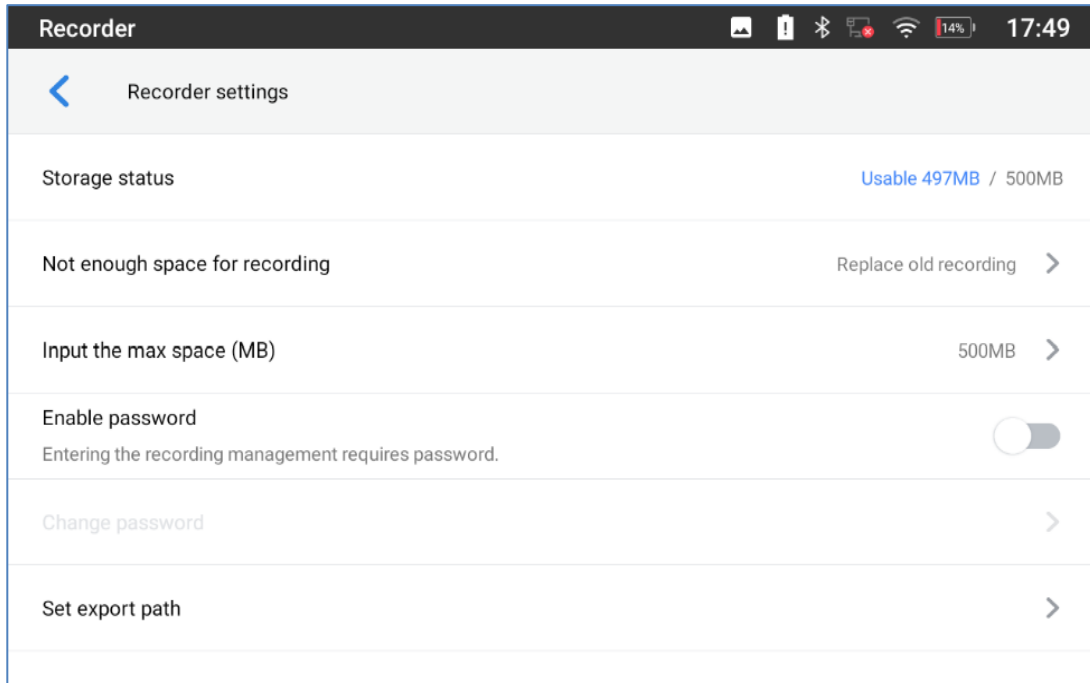 Recorder 14% 17:49
Recorder settings
Storage status Usable 497MB / 500MB
Not enough space for recording Replace old recording
Input the max space (MB) 500MB
Enable password
Entering the recording management requires password.
Change password
Set export path